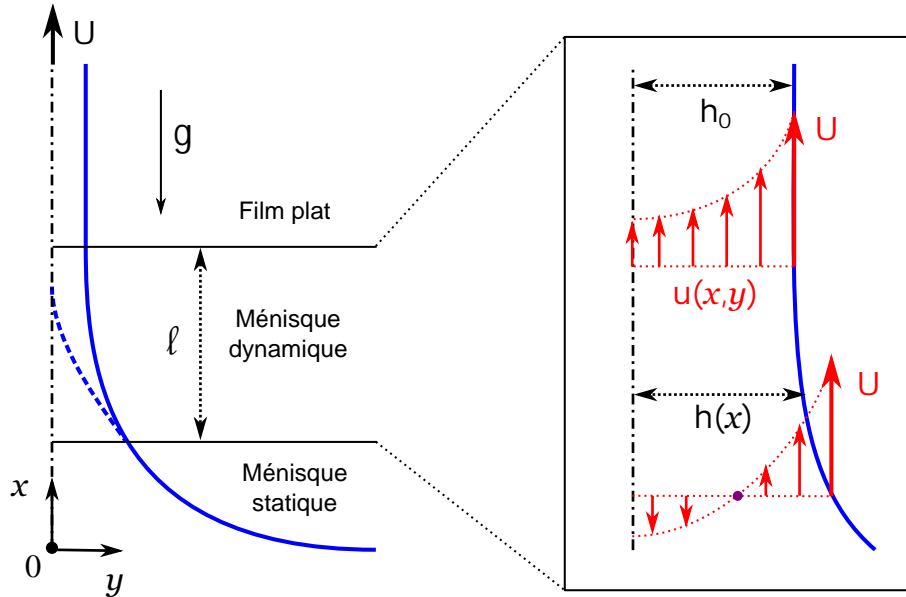 U
g
Film plat
ℓ
Ménisque
dynamique
Ménisque
statique
x
0
y
h₀
U
u(x,y)
U
h(x)